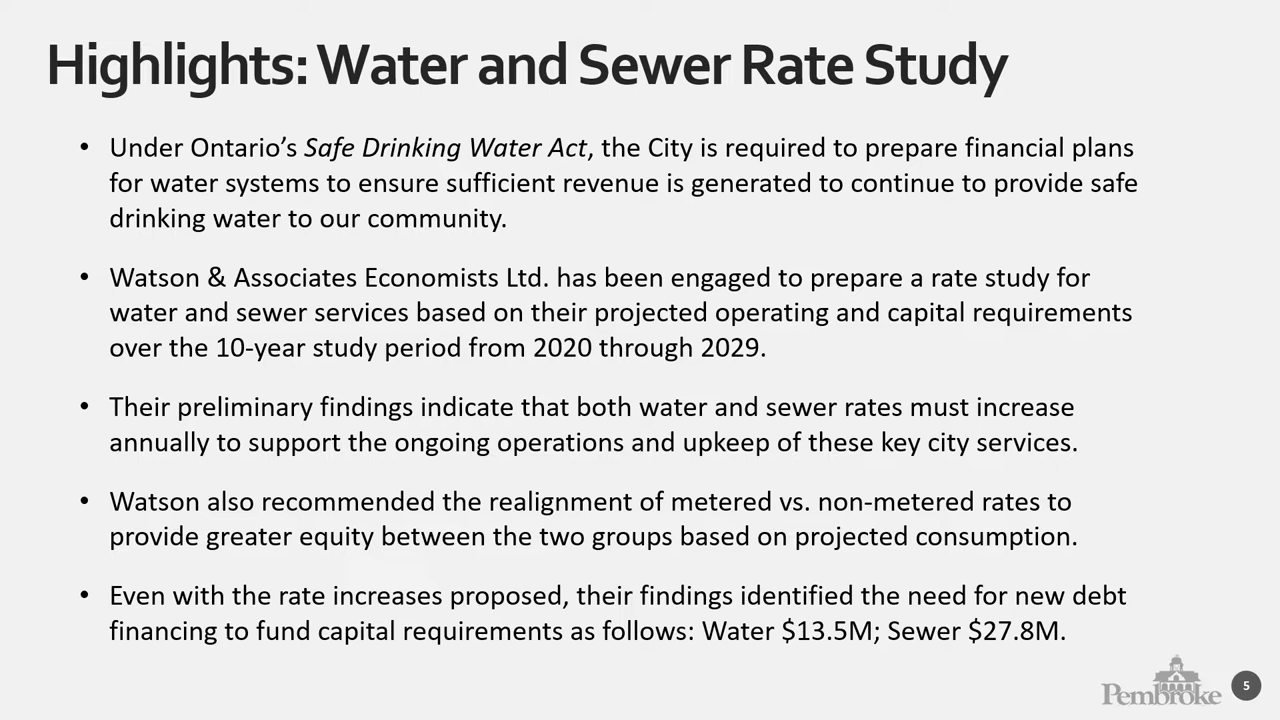 Highlights: Water and Sewer Rate Study
• Under Ontario’s Safe Drinking Water Act, the City is required to prepare financial plans
for water systems to ensure sufficient revenue is generated to continue to provide safe
drinking water to our community.
• Watson & Associates Economists Ltd. has been engaged to prepare a rate study for
water and sewer services based on their projected operating and capital requirements
over the 10-year study period from 2020 through 2029.
• Their preliminary findings indicate that both water and sewer rates must increase
annually to support the ongoing operations and upkeep of these key city services.
• Watson also recommended the realignment of metered vs. non-metered rates to
provide greater equity between the two groups based on projected consumption.
• Even with the rate increases proposed, their findings identified the need for new debt
financing to fund capital requirements as follows: Water $13.5M; Sewer $27.8M.
Pembroke
5